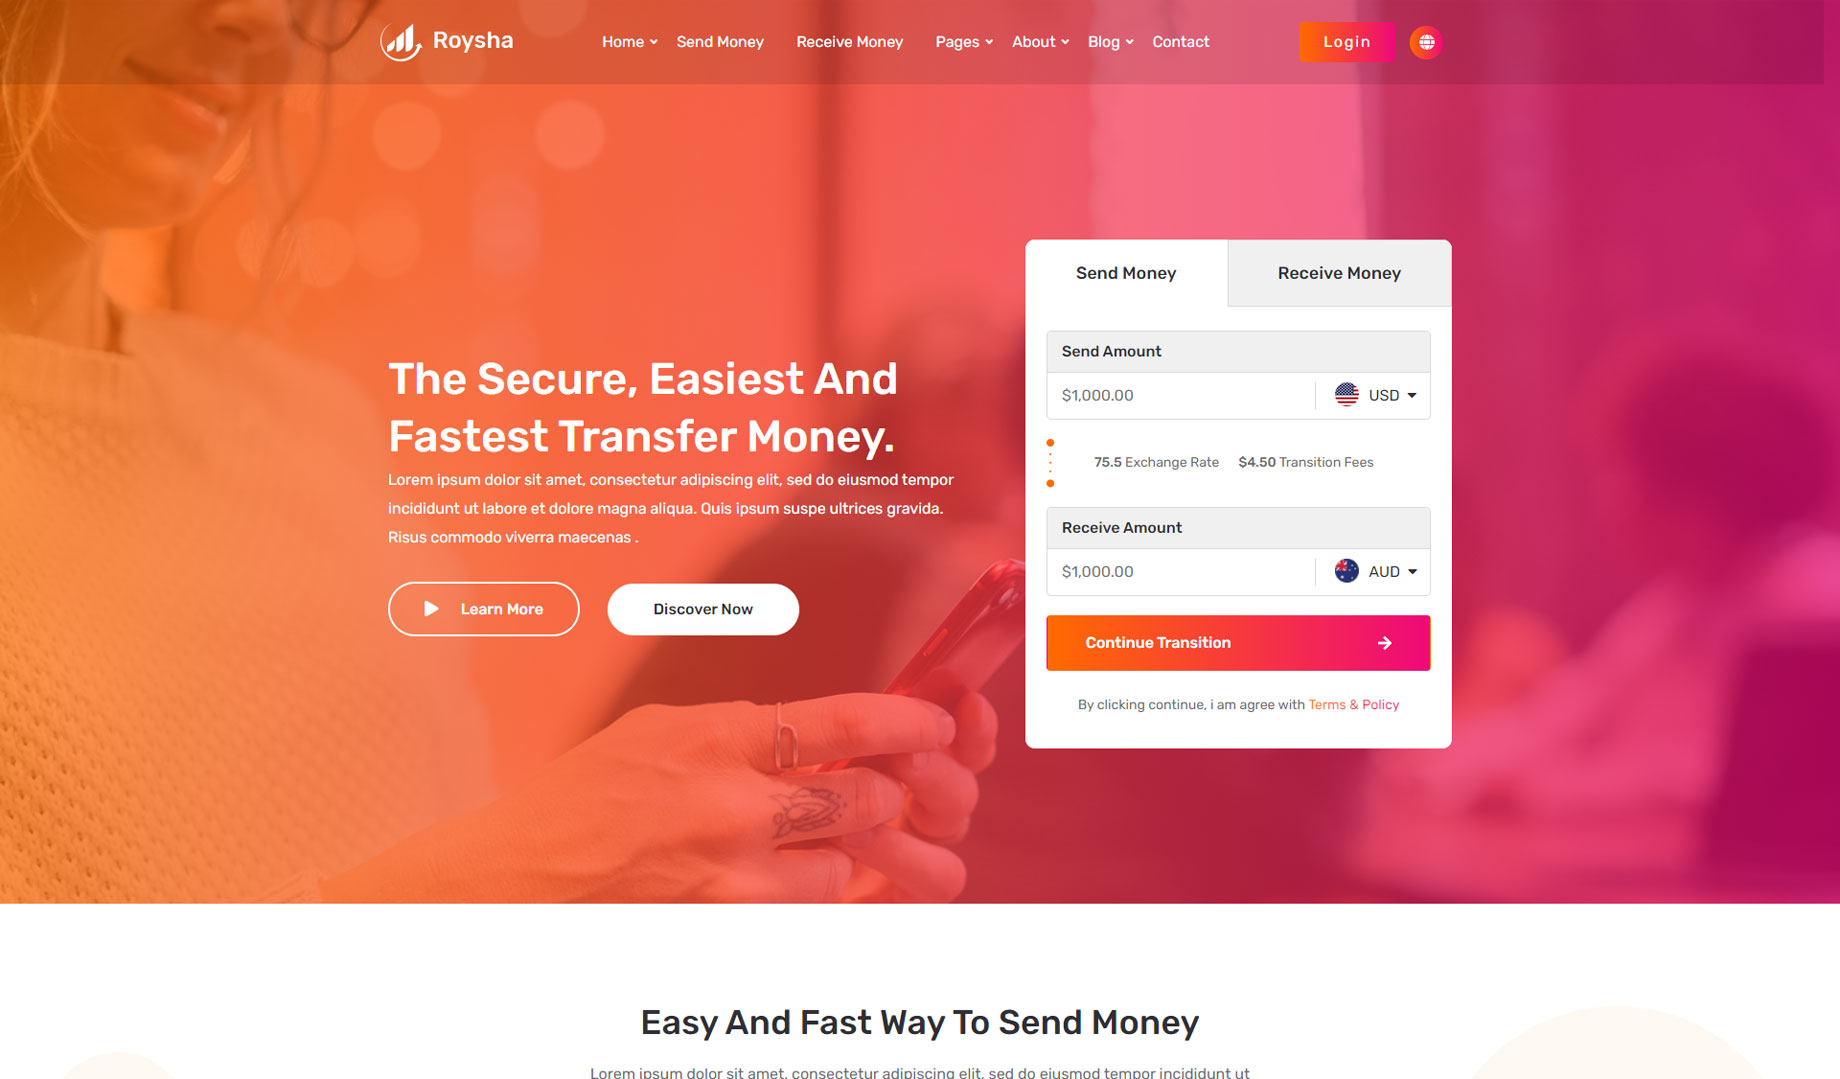 Roysha
Home
Send Money
Receive Money
Pages
About
Blog
Contact
Login
The Secure, Easiest And
Fastest Transfer Money.
Lorem ipsum dolor sit amet, consectetur adipiscing elit, sed do eiusmod tempor
incididunt ut labore et dolore magna aliqua. Quis ipsum suspe ultrices gravida.
Risus commodo viverra maecenas .
Learn More
Discover Now
Send Money
Receive Money
Send Amount
$1,000.00
USD
75.5 Exchange Rate
$4.50 Transition Fees
Receive Amount
$1,000.00
AUD
Continue Transition
By clicking continue, i am agree with Terms & Policy
Easy And Fast Way To Send Money
Lorem ipsum dolor sit amet, consectetur adipiscing elit, sed do eiusmod tempor incididunt ut